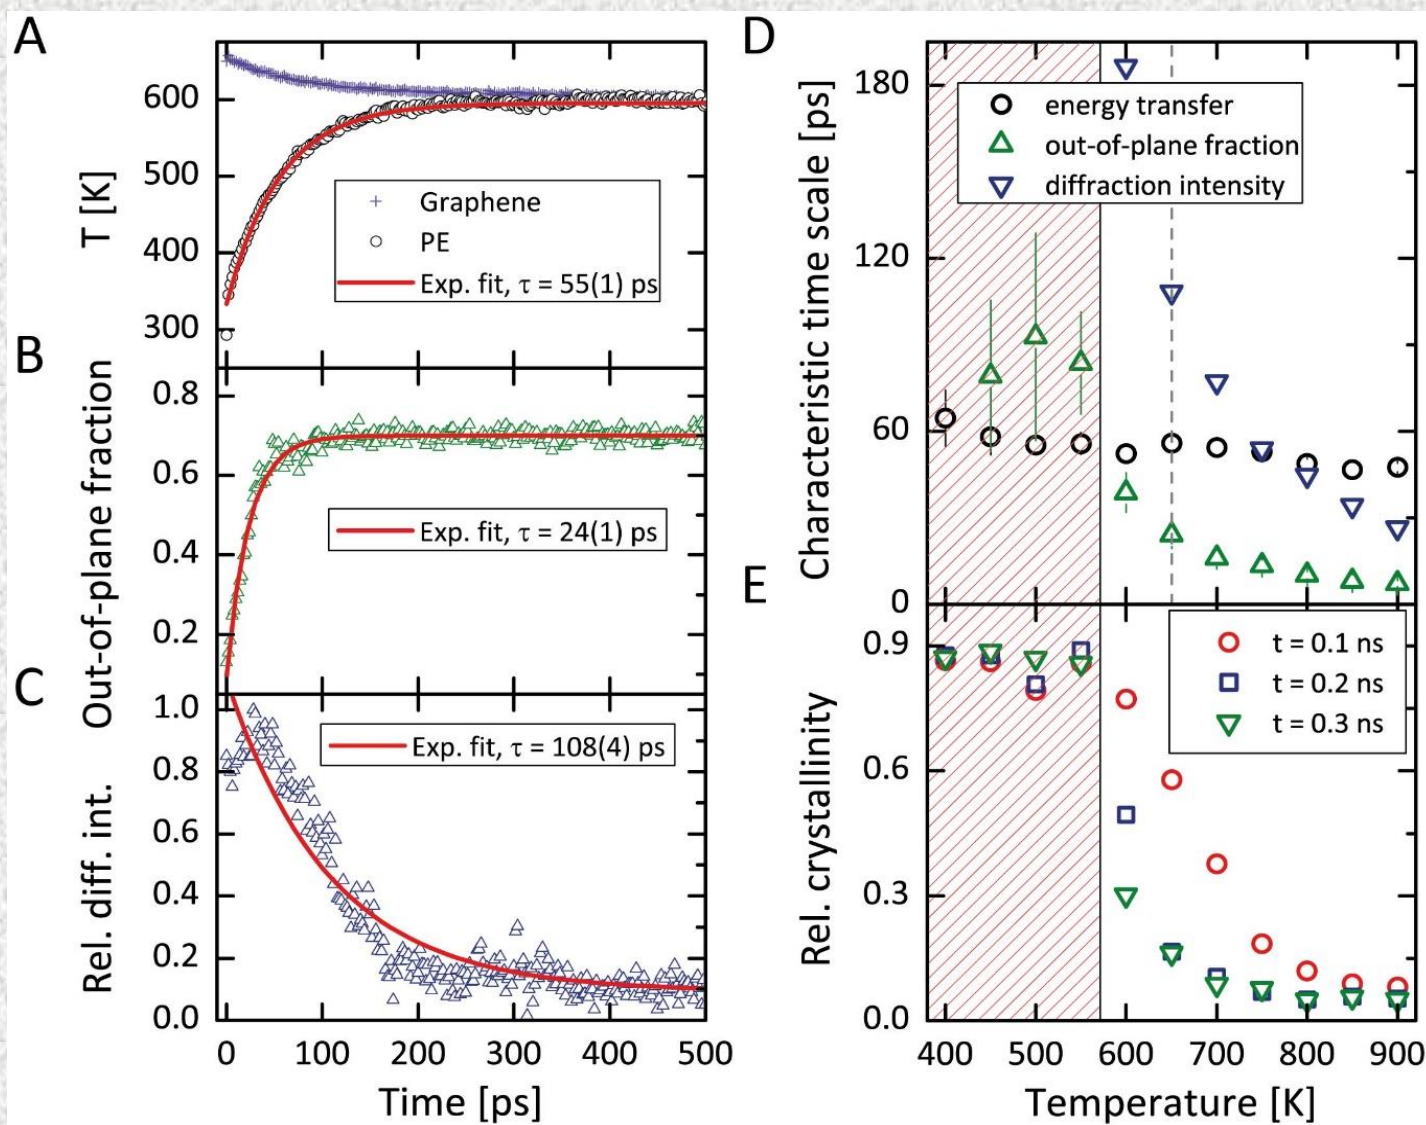 A
T [K]
600
500
400
300
Graphene
PE
Exp. fit, τ = 55(1) ps
B
Out-of-plane fraction
0.8
0.6
0.4
0.2
Exp. fit, τ = 24(1) ps
C
Rel. diff. int.
1.0
0.8
0.6
0.4
0.2
0.0
Exp. fit, τ = 108(4) ps
0 100 200 300 400 500
Time [ps]
D
Characteristic time scale [ps]
180
120
60
0
energy transfer
out-of-plane fraction
diffraction intensity
E
Rel. crystallinity
0.9
0.6
0.3
0.0
t = 0.1 ns
t = 0.2 ns
t = 0.3 ns
400 500 600 700 800 900
Temperature [K]